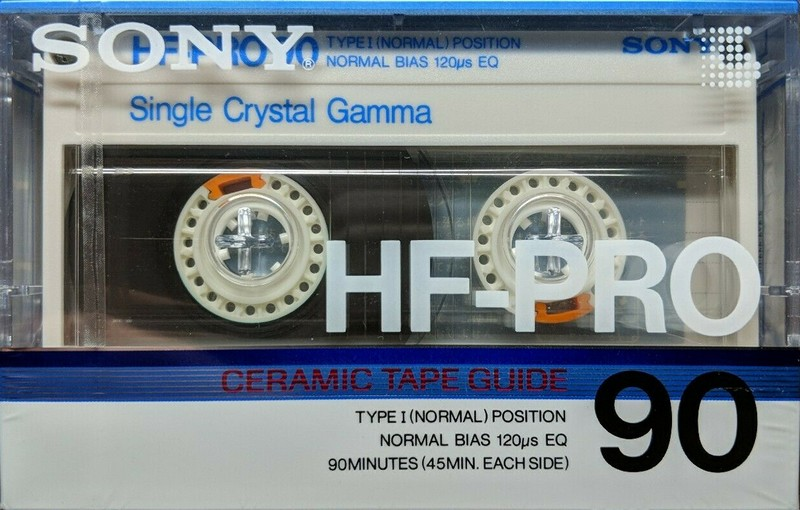 SONY®
HF-PRO 90 TYPE I (NORMAL) POSITION
NORMAL BIAS 120µs EQ
SONY
Single Crystal Gamma
HF-PRO
CERAMIC TAPE GUIDE
90
TYPE I (NORMAL) POSITION
NORMAL BIAS 120µs EQ
90MINUTES (45MIN. EACH SIDE)